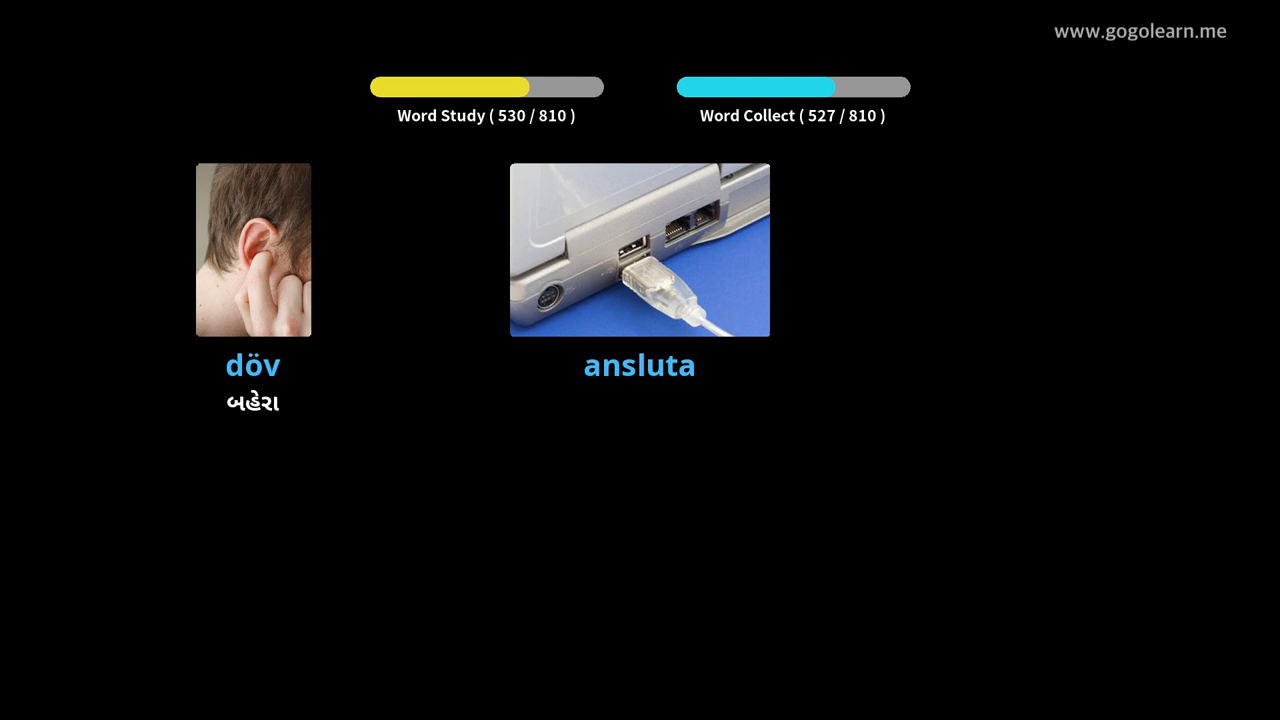 www.gogolearn.me
Word Study ( 530 / 810 )
Word Collect ( 527 / 810 )
döv
બહેરા
ansluta